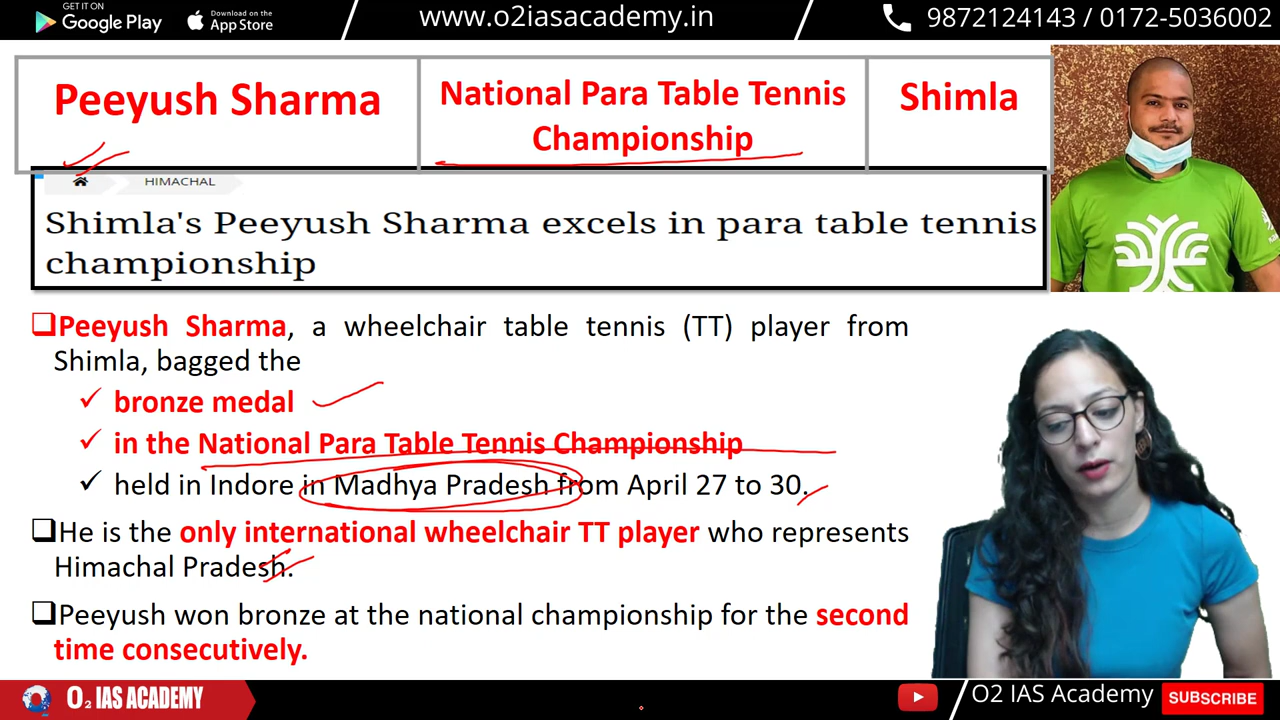 GET IT ON
Google Play
Download on the
App Store
www.o2iasacademy.in
9872124143 / 0172-5036002
Peeyush Sharma
National Para Table Tennis
Championship
Shimla
HIMACHAL
Shimla's Peeyush Sharma excels in para table tennis
championship
Peeyush Sharma, a wheelchair table tennis (TT) player from
Shimla, bagged the
bronze medal
in the National Para Table Tennis Championship
held in Indore in Madhya Pradesh from April 27 to 30.
He is the only international wheelchair TT player who represents
Himachal Pradesh.
Peeyush won bronze at the national championship for the second
time consecutively.
O2 IAS ACADEMY
O2 IAS Academy
SUBSCRIBE